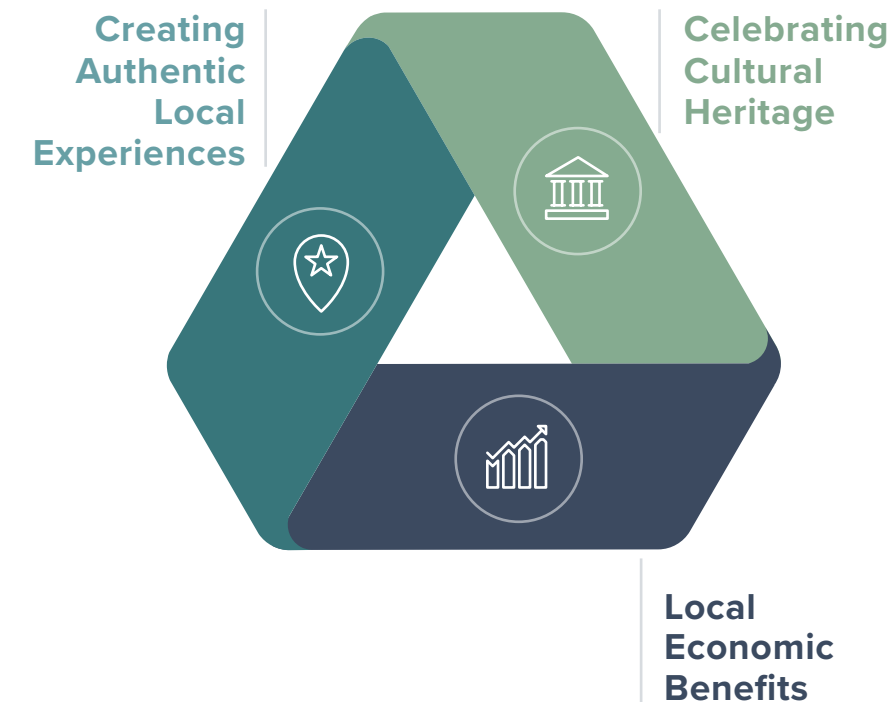 Creating
Authentic
Local
Experiences
Celebrating
Cultural
Heritage
Local
Economic
Benefits